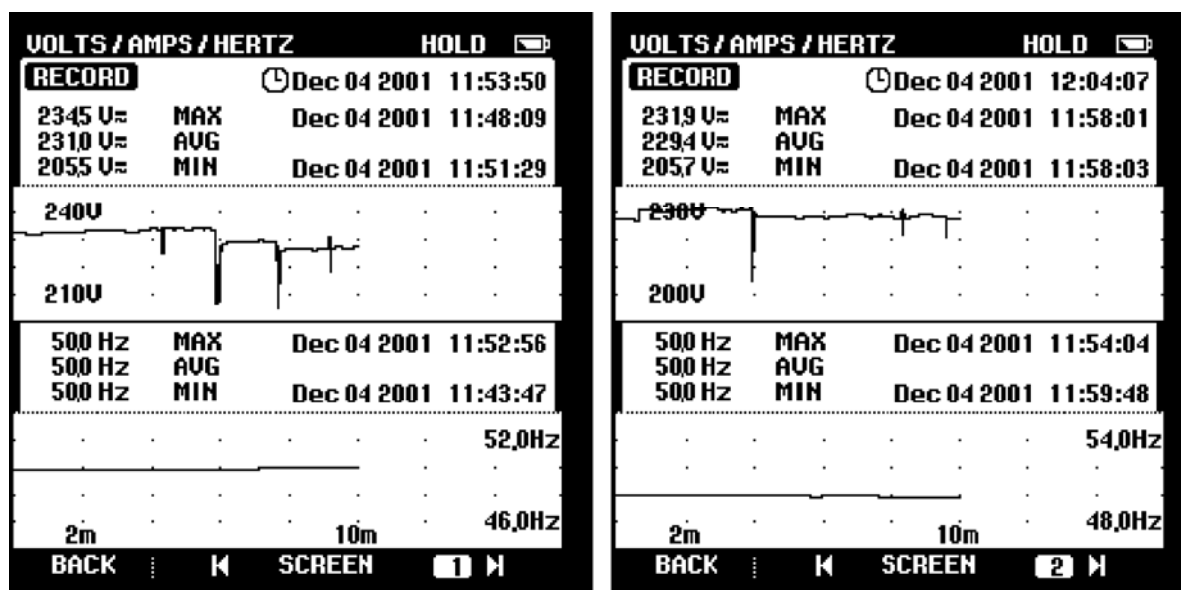 VOLTS/AMPS/HERTZ HOLD
RECORD Dec 04 2001 11:53:50
234,5 V≂ MAX Dec 04 2001 11:48:09
231,0 V≂ AVG
205,5 V≂ MIN Dec 04 2001 11:51:29
240V
210V
50,0 Hz MAX Dec 04 2001 11:52:56
50,0 Hz AVG
50,0 Hz MIN Dec 04 2001 11:43:47
52,0Hz
46,0Hz
2m 10m
BACK SCREEN 1
VOLTS/AMPS/HERTZ HOLD
RECORD Dec 04 2001 12:04:07
231,9 V≂ MAX Dec 04 2001 11:58:01
229,4 V≂ AVG
205,7 V≂ MIN Dec 04 2001 11:58:03
230V
200V
50,0 Hz MAX Dec 04 2001 11:54:04
50,0 Hz AVG
50,0 Hz MIN Dec 04 2001 11:59:48
54,0Hz
48,0Hz
2m 10m
BACK SCREEN 2